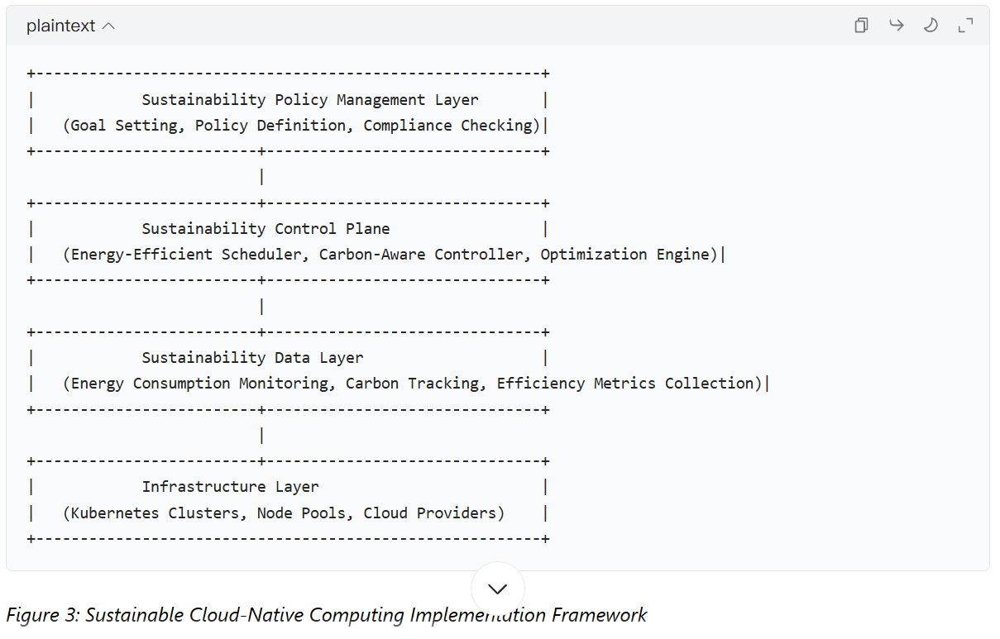 plaintext
+---------------------------------------------------------+
|            Sustainability Policy Management Layer       |
|   (Goal Setting, Policy Definition, Compliance Checking)|
+-------------------------+-------------------------------+
                          |
+-------------------------+-------------------------------+
|            Sustainability Control Plane                 |
|   (Energy-Efficient Scheduler, Carbon-Aware Controller, Optimization Engine)|
+-------------------------+-------------------------------+
                          |
+-------------------------+-------------------------------+
|            Sustainability Data Layer                    |
|   (Energy Consumption Monitoring, Carbon Tracking, Efficiency Metrics Collection)|
+-------------------------+-------------------------------+
                          |
+-------------------------+-------------------------------+
|            Infrastructure Layer                         |
|   (Kubernetes Clusters, Node Pools, Cloud Providers)    |
+---------------------------------------------------------+
Figure 3: Sustainable Cloud-Native Computing Implementation Framework